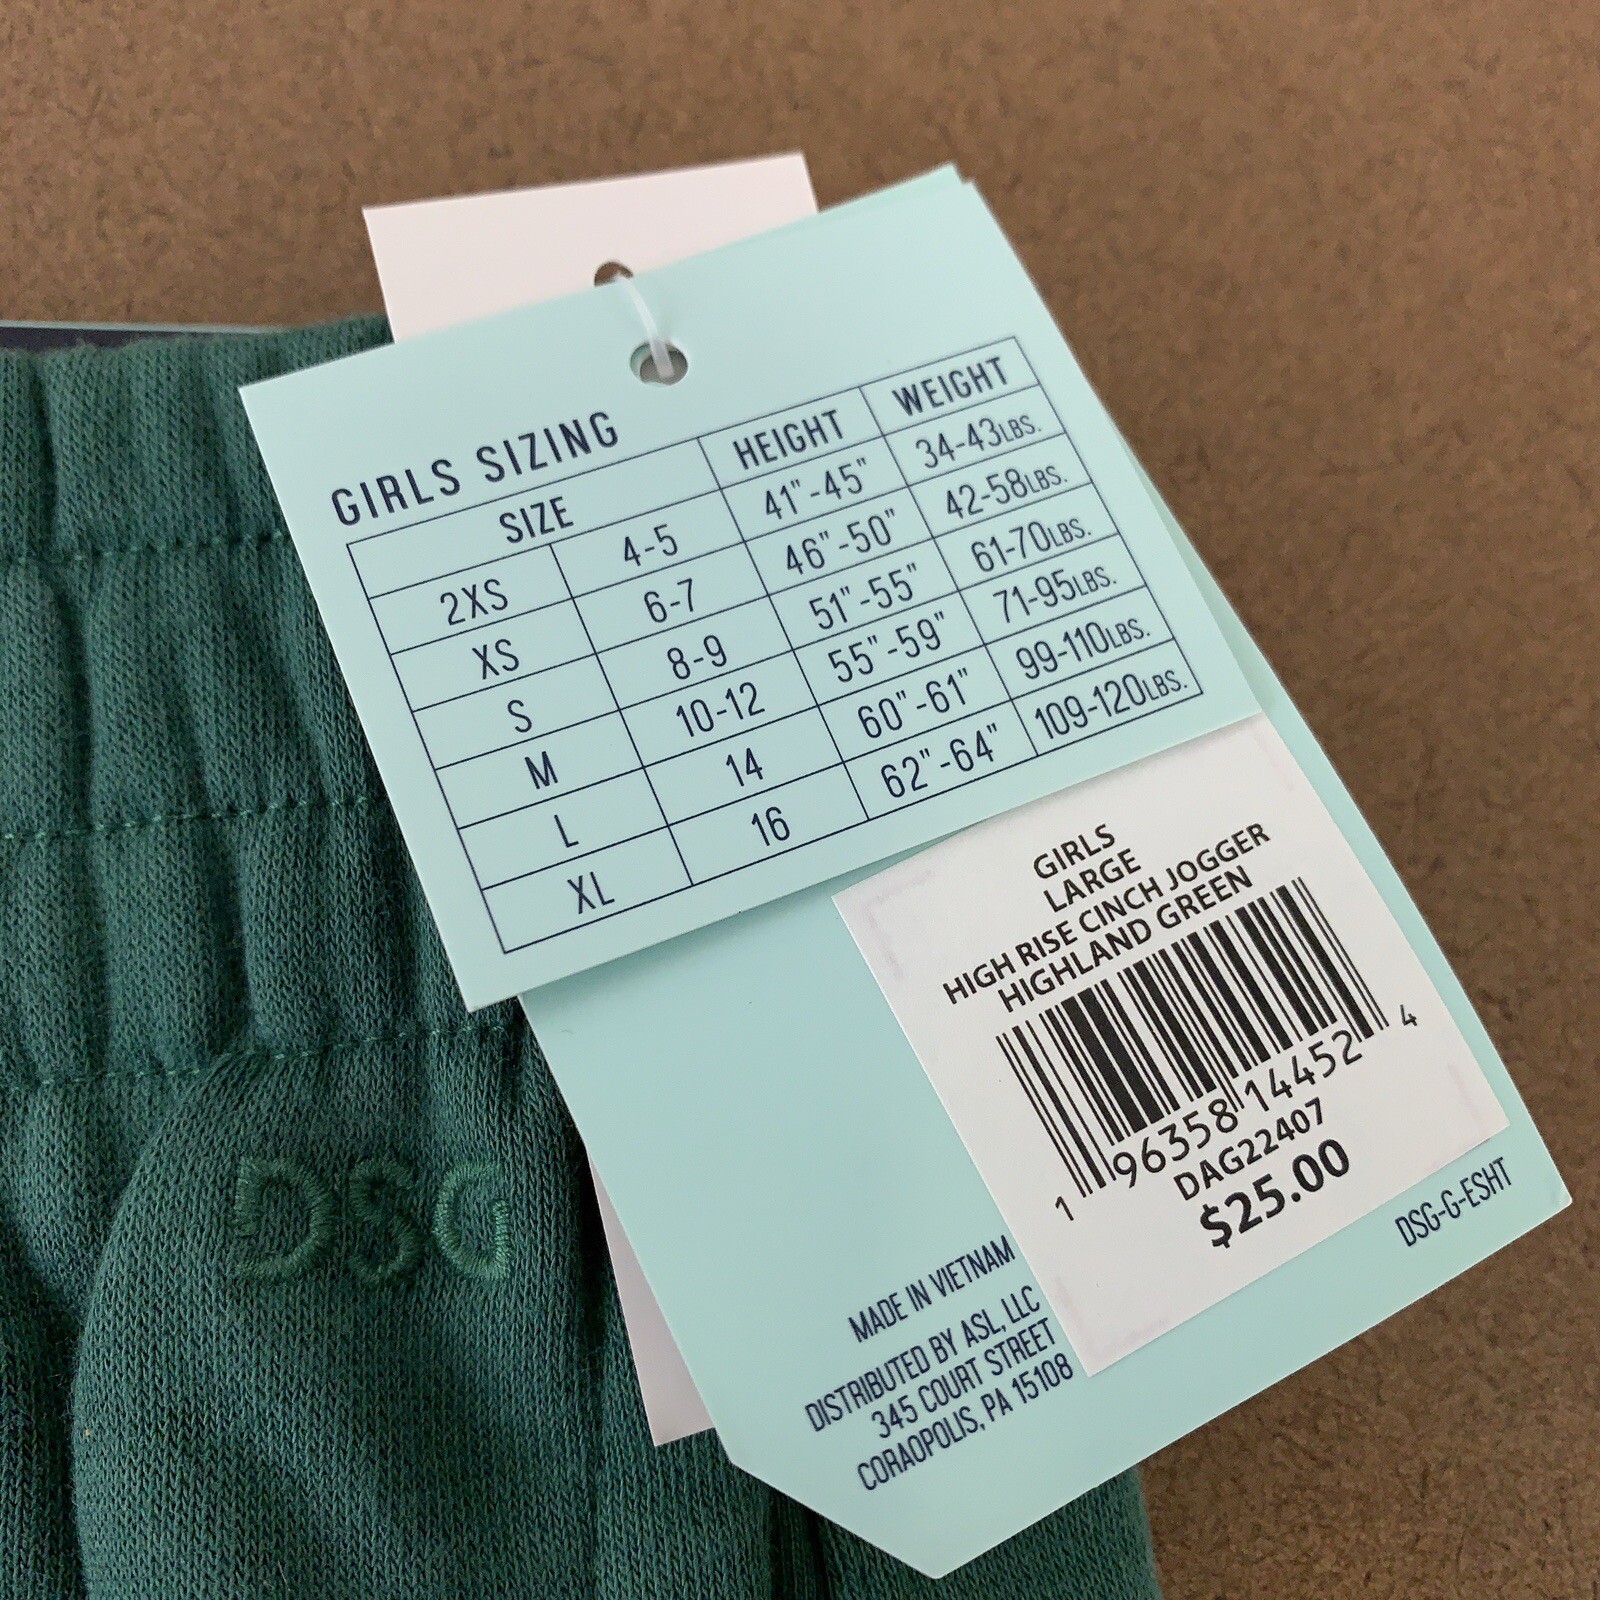 GIRLS SIZING
SIZE HEIGHT WEIGHT
2XS 4-5 41"-45" 34-43LBS.
XS 6-7 46"-50" 42-58LBS.
S 8-9 51"-55" 61-70LBS.
M 10-12 55"-59" 71-95LBS.
L 14 60"-61" 99-110LBS.
XL 16 62"-64" 109-120LBS.
GIRLS
LARGE
HIGH RISE CINCH JOGGER
HIGHLAND GREEN
1 96358 14452 4
DAG22407
$25.00
DSG-G-ESHT
MADE IN VIETNAM
DISTRIBUTED BY ASL, LLC
345 COURT STREET
CORAOPOLIS, PA 15108
DSG